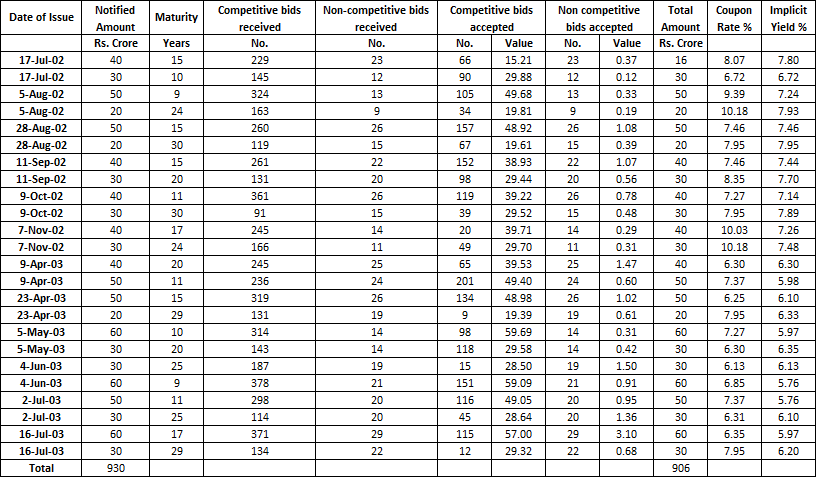 Date of Issue Notified Amount Maturity Competitive bids received Non-competitive bids received Competitive bids accepted Non competitive bids accepted Total Amount Coupon Rate % Implicit Yield %
Rs. Crore Years No. No. No. Value No. Value Rs. Crore
17-Jul-02 40 15 229 23 66 15.21 23 0.37 16 8.07 7.80
17-Jul-02 30 10 145 12 90 29.88 12 0.12 30 6.72 6.72
5-Aug-02 50 9 324 13 105 49.68 13 0.33 50 9.39 7.24
5-Aug-02 20 24 163 9 34 19.81 9 0.19 20 10.18 7.93
28-Aug-02 50 15 260 26 157 48.92 26 1.08 50 7.46 7.46
28-Aug-02 20 30 119 15 67 19.61 15 0.39 20 7.95 7.95
11-Sep-02 40 15 261 22 152 38.93 22 1.07 40 7.46 7.44
11-Sep-02 30 20 131 20 98 29.44 20 0.56 30 8.35 7.70
9-Oct-02 40 11 361 26 119 39.22 26 0.78 40 7.27 7.14
9-Oct-02 30 30 91 15 39 29.52 15 0.48 30 7.95 7.89
7-Nov-02 40 17 245 14 20 39.71 14 0.29 40 10.03 7.26
7-Nov-02 30 24 166 11 49 29.70 11 0.31 30 10.18 7.48
9-Apr-03 40 20 245 25 65 39.53 25 1.47 40 6.30 6.30
9-Apr-03 50 11 236 24 201 49.40 24 0.60 50 7.37 5.98
23-Apr-03 50 15 319 26 134 48.98 26 1.02 50 6.25 6.10
23-Apr-03 20 29 131 19 9 19.39 19 0.61 20 7.95 6.33
5-May-03 60 10 314 14 98 59.69 14 0.31 60 7.27 5.97
5-May-03 30 20 143 14 118 29.58 14 0.42 30 6.30 6.35
4-Jun-03 30 25 187 19 15 28.50 19 1.50 30 6.13 6.13
4-Jun-03 60 9 378 21 151 59.09 21 0.91 60 6.85 5.76
2-Jul-03 50 11 298 20 116 49.05 20 0.95 50 7.37 5.76
2-Jul-03 30 25 114 20 45 28.64 20 1.36 30 6.31 6.10
16-Jul-03 60 17 371 29 115 57.00 29 3.10 60 6.35 5.97
16-Jul-03 30 29 134 22 12 29.32 22 0.68 30 7.95 6.20
Total 930 906